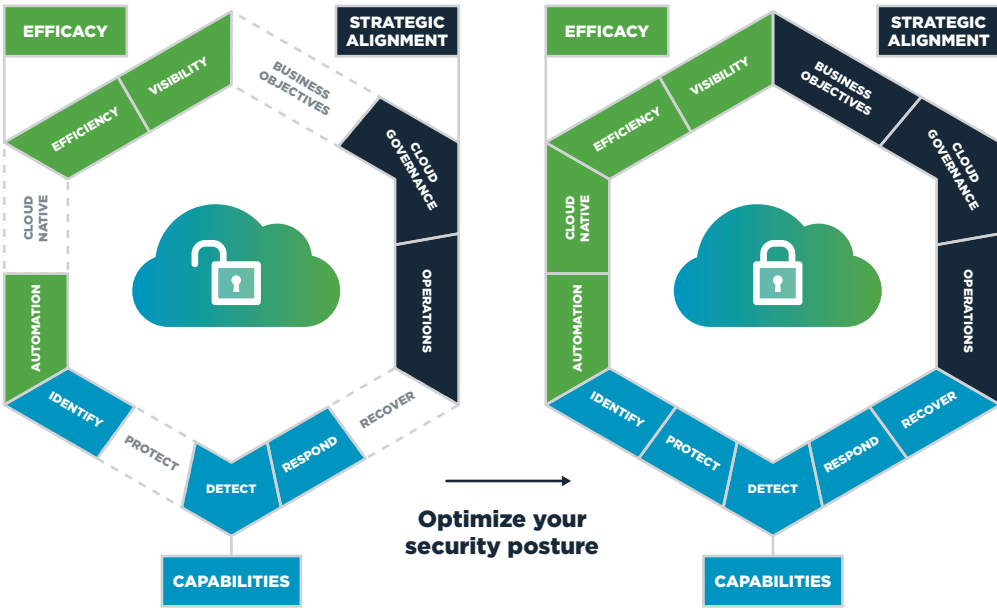 EFFICACY
STRATEGIC
ALIGNMENT
VISIBILITY
EFFICIENCY
BUSINESS
OBJECTIVES
CLOUD
GOVERNANCE
CLOUD
NATIVE
OPERATIONS
AUTOMATION
IDENTIFY
PROTECT
DETECT
RESPOND
RECOVER
CAPABILITIES
Optimize your
security posture
EFFICACY
STRATEGIC
ALIGNMENT
VISIBILITY
EFFICIENCY
BUSINESS
OBJECTIVES
CLOUD
GOVERNANCE
CLOUD NATIVE
OPERATIONS
AUTOMATION
IDENTIFY
PROTECT
DETECT
RESPOND
RECOVER
CAPABILITIES